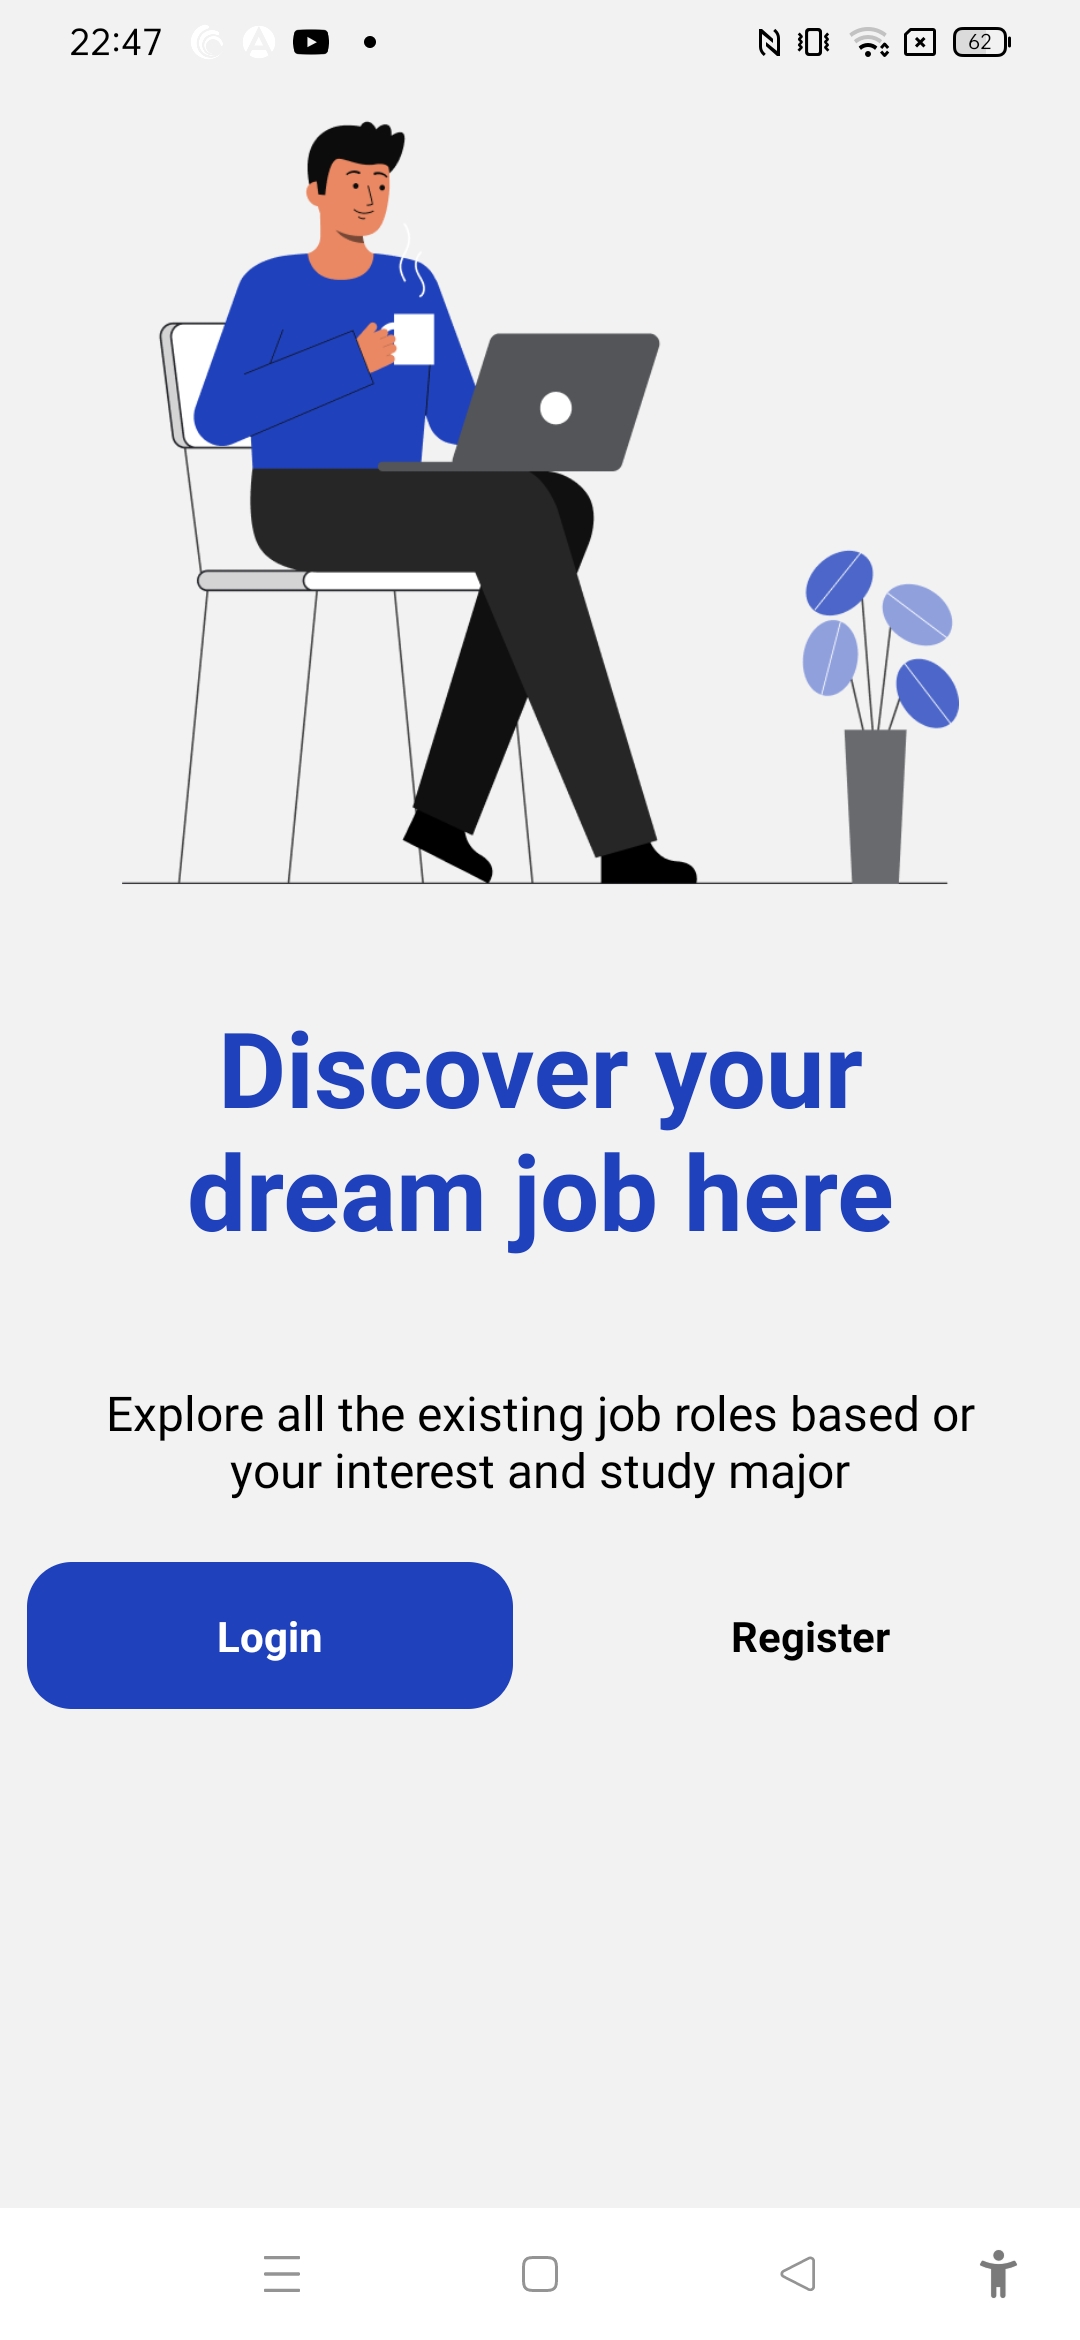 22:47
62
Discover your
dream job here
Explore all the existing job roles based or
your interest and study major
Login
Register